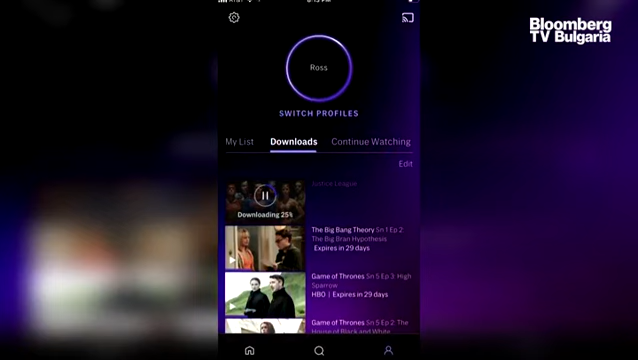 Bloomberg
TV Bulgaria
Ross
SWITCH PROFILES
My List
Downloads
Continue Watching
Edit
Justice League
Downloading 25%
The Big Bang Theory Sn 1 Ep 2
The Big Bran Hypothesis
Expires in 29 days
Game of Thrones Sn 5 Ep 3: High
Sparrow
HBO | Expires in 29 days
Game of Thrones Sn 5 Ep 2: The
House of Black and White